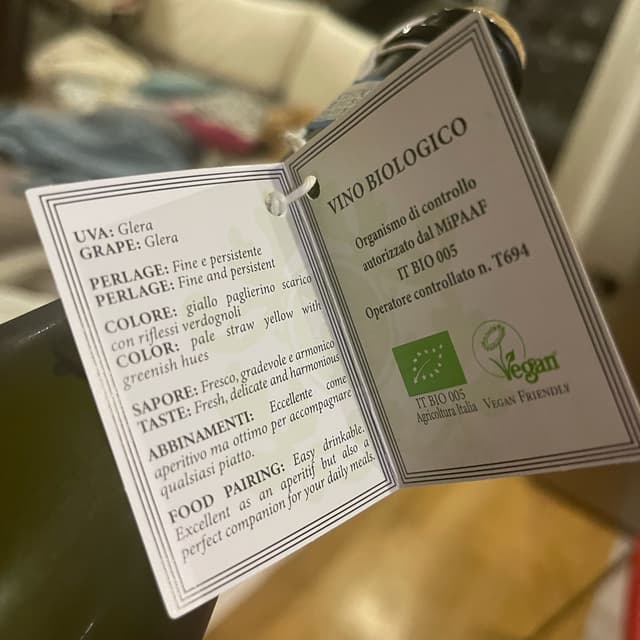 UVA: Glera
GRAPE: Glera
PERLAGE: Fine e persistente
PERLAGE: Fine and persistent
COLORE: giallo paglierino scarico
con riflessi verdognoli
COLOR: pale straw yellow with
greenish hues
SAPORE: Fresco, gradevole e armonico
TASTE: Fresh, delicate and harmonious
ABBINAMENTI: Eccellente come
aperitivo ma ottimo per accompagnare
qualsiasi piatto.
FOOD PAIRING: Easy drinkable.
Excellent as an aperitif but also a
perfect companion for your daily meals.
VINO BIOLOGICO
Organismo di controllo
autorizzato dal MIPAAF
IT BIO 005
Operatore controllato n. T694
IT BIO 005
Agricoltura Italia
Vegan
VEGAN FRIENDLY